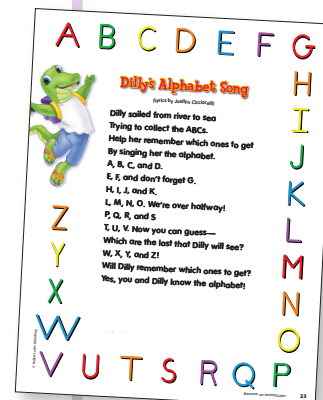 A B C D E F G
H
I
J
K
L
M
N
O
P
Q
R
S
T
U
V
W
X
Y
Z
Dilly's Alphabet Song
Dilly sailed from river to sea
Trying to collect the ABCs.
Help her remember which ones to get
By singing her the alphabet.
A, B, C, and D.
E, F, and don't forget G.
H, I, J, and K.
L, M, N, O. We're over halfway!
P, Q, R, and S
T, U, V. Now you can guess—
Which are the last that Dilly will see?
W, X, Y, and Z!
Will Dilly remember which ones to get?
Yes, you and Dilly know the alphabet!
23